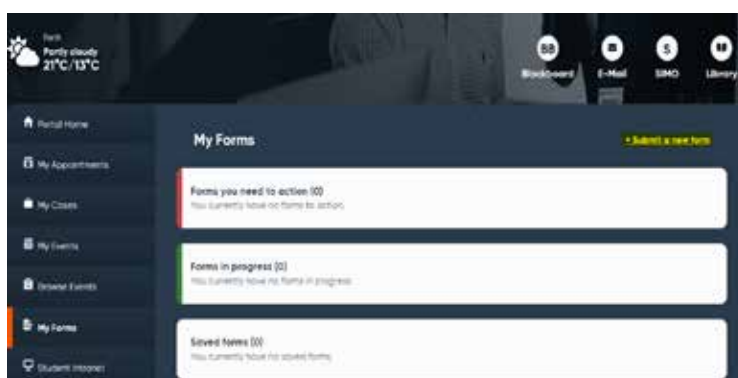 Perth
Partly cloudy
21°C/13°C
BB
Blackboard
E-Mail
S
SIMO
Library
Portal Home
My Appointments
My Cases
My Events
Browse Events
My Forms
Student Intranet
My Forms
+ Submit a new form
Forms you need to action (0)
You currently have no forms to action.
Forms in progress (0)
You currently have no forms in progress.
Saved forms (0)
You currently have no saved forms.